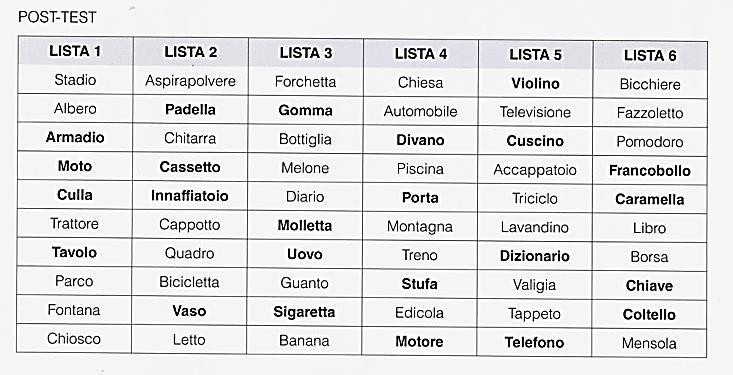 POST-TEST
LISTA 1 LISTA 2 LISTA 3 LISTA 4 LISTA 5 LISTA 6
Stadio Aspirapolvere Forchetta Chiesa Violino Bicchiere
Albero Padella Gomma Automobile Televisione Fazzoletto
Armadio Chitarra Bottiglia Divano Cuscino Pomodoro
Moto Cassetto Melone Piscina Accappatoio Francobollo
Culla Innaffiatoio Diario Porta Triciclo Caramella
Trattore Cappotto Molletta Montagna Lavandino Libro
Tavolo Quadro Uovo Treno Dizionario Borsa
Parco Bicicletta Guanto Stufa Valigia Chiave
Fontana Vaso Sigaretta Edicola Tappeto Coltello
Chiosco Letto Banana Motore Telefono Mensola